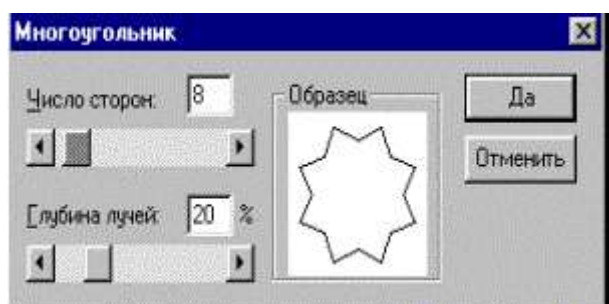 Многоугольник
Число сторон: 8
Образец
Да
Отменить
Глубина лучей: 20 %